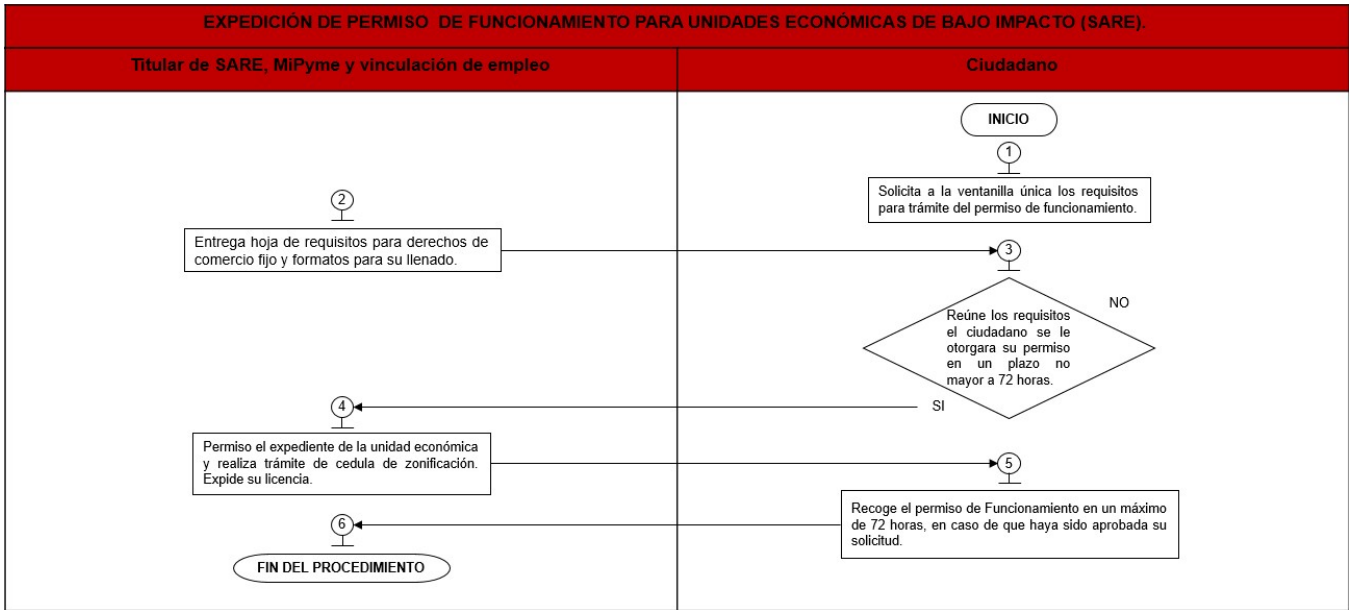 EXPEDICIÓN DE PERMISO DE FUNCIONAMIENTO PARA UNIDADES ECONÓMICAS DE BAJO IMPACTO (SARE).
Titular de SARE, MiPyme y vinculación de empleo
Ciudadano
INICIO
1
Solicita a la ventanilla única los requisitos
para trámite del permiso de funcionamiento.
2
Entrega hoja de requisitos para derechos de
comercio fijo y formatos para su llenado.
3
NO
Reúne los requisitos
el ciudadano se le
otorgara su permiso
en un plazo no
mayor a 72 horas.
SI
4
Permiso el expediente de la unidad económica
y realiza trámite de cedula de zonificación.
Expide su licencia.
5
Recoge el permiso de Funcionamiento en un máximo
de 72 horas, en caso de que haya sido aprobada su
solicitud.
6
FIN DEL PROCEDIMIENTO